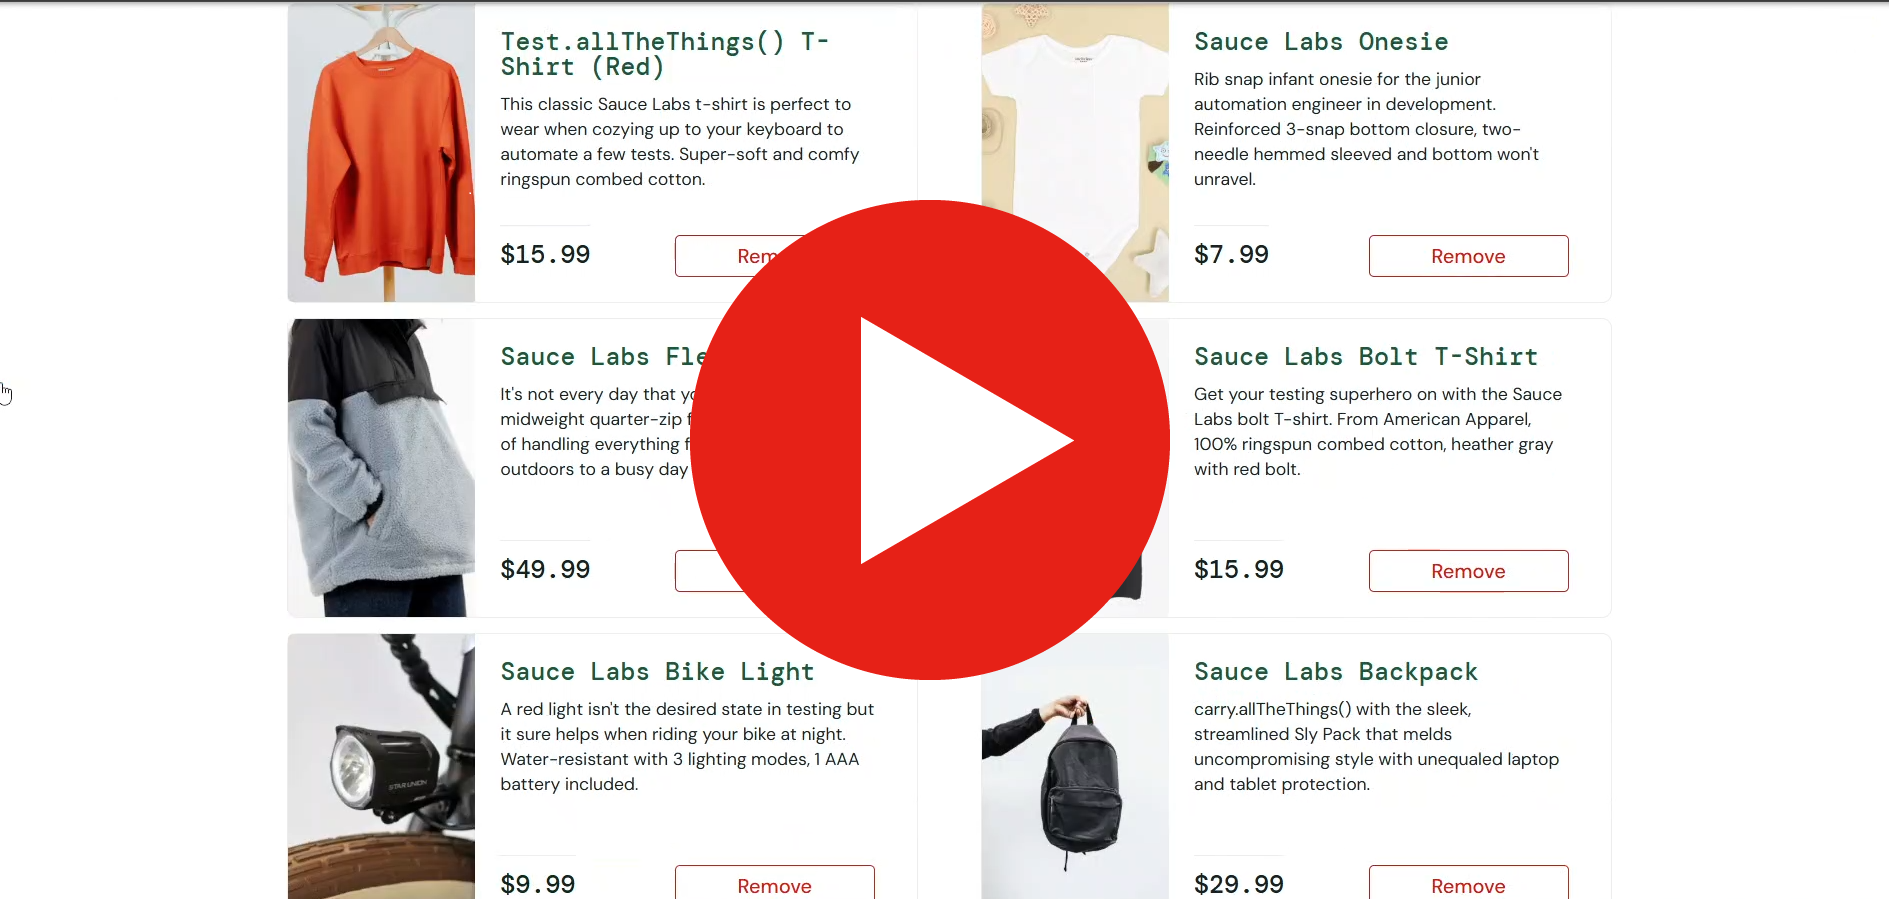 Test.allTheThings() T-
Shirt (Red)
This classic Sauce Labs t-shirt is perfect to
wear when cozying up to your keyboard to
automate a few tests. Super-soft and comfy
ringspun combed cotton.
$15.99
Sauce Labs Onesie
Rib snap infant onesie for the junior
automation engineer in development.
Reinforced 3-snap bottom closure, two-
needle hemmed sleeved and bottom won't
unravel.
$7.99
Remove
Sauce Labs
It's not every day that
midweight quarter-zip
of handling everything
outdoors to a busy day
$49.99
Sauce Labs Bolt T-Shirt
Get your testing superhero on with the Sauce
Labs bolt T-shirt. From American Apparel,
100% ringspun combed cotton, heather gray
with red bolt.
$15.99
Remove
Sauce Labs Bike Light
A red light isn't the desired state in testing but
it sure helps when riding your bike at night.
Water-resistant with 3 lighting modes, 1 AAA
battery included.
STAR UNION
$9.99
Remove
Sauce Labs Backpack
carry.allTheThings() with the sleek,
streamlined Sly Pack that melds
uncompromising style with unequaled laptop
and tablet protection.
$29.99
Remove